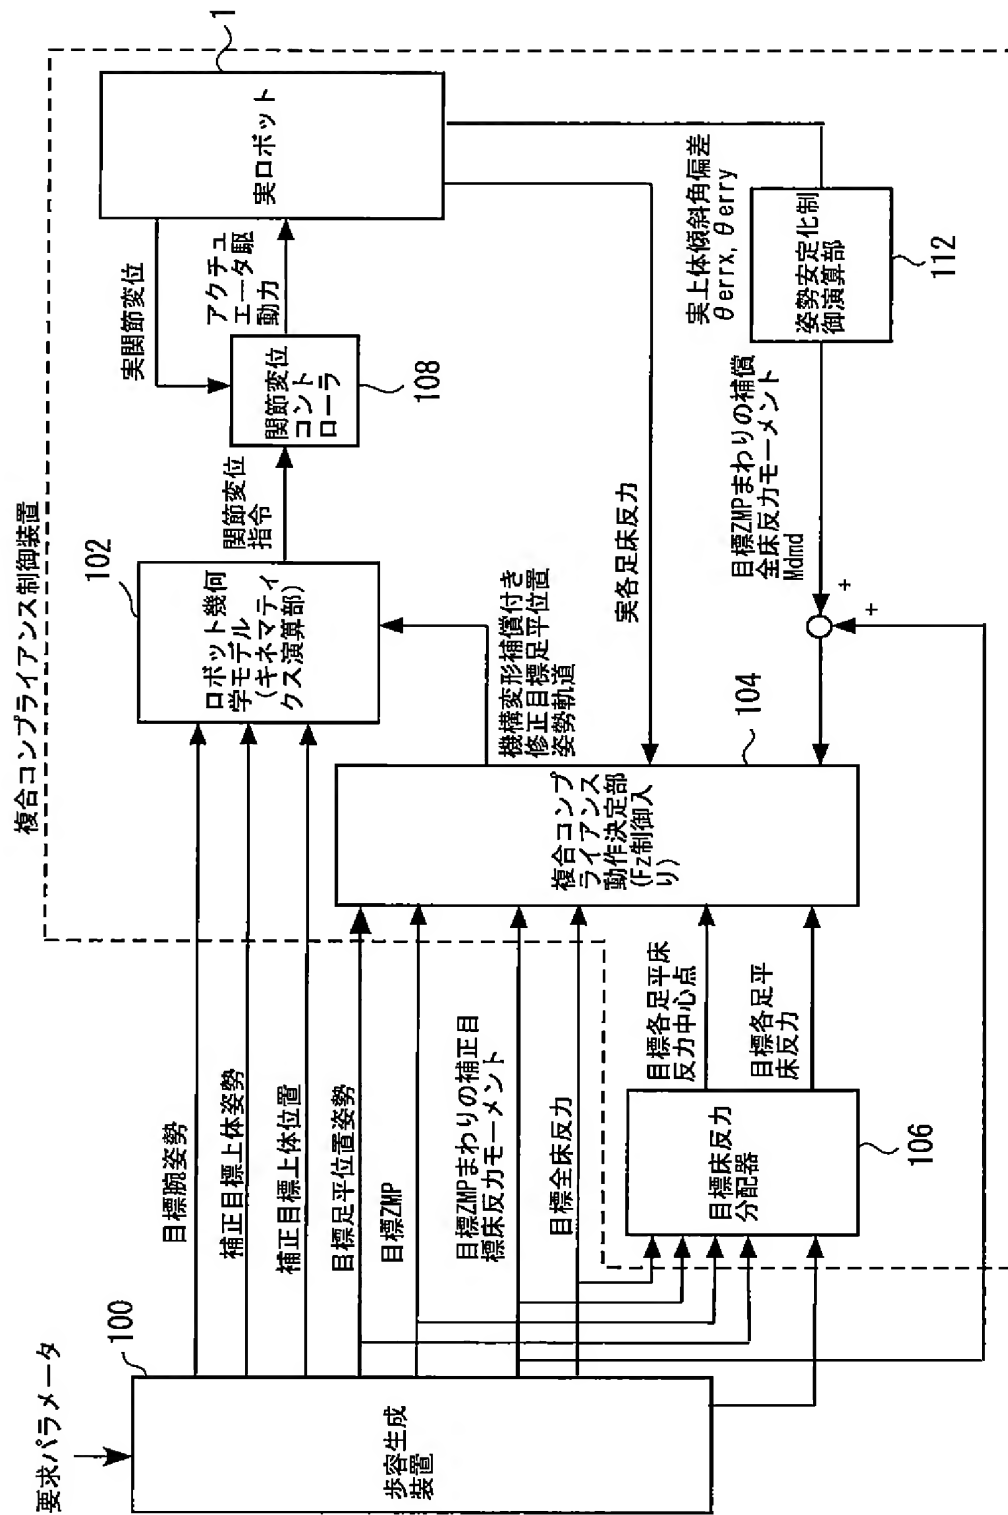 要求パラメータ
100
歩容生成
装置
複合コンプライアンス制御装置
目標腕姿勢
補正目標上体姿勢
補正目標上体位置
目標足平位置姿勢
目標ZMP
目標ZMPまわりの補正目
標床反力モーメント
目標全床反力
目標床反力
分配器
106
目標各足平床
反力中心点
目標各足平
床反力
102
ロボット幾何
学モデル
(キネマティ
クス演算部)
複合コンプ
ライアンス
動作決定部
(Fz制御入
り)
104
機構変形補償付き
修正目標足平位置
姿勢軌道
関節変位
指令
関節変位
コント
ローラ
108
実関節変位
アクチュ
エータ駆
動力
実ロボット
1
実各足床反力
実上体傾斜角偏差
θerrx, θerry
姿勢安定化制
御演算部
112
目標ZMPまわりの補償
全床反力モーメント
Mdmd
+
+